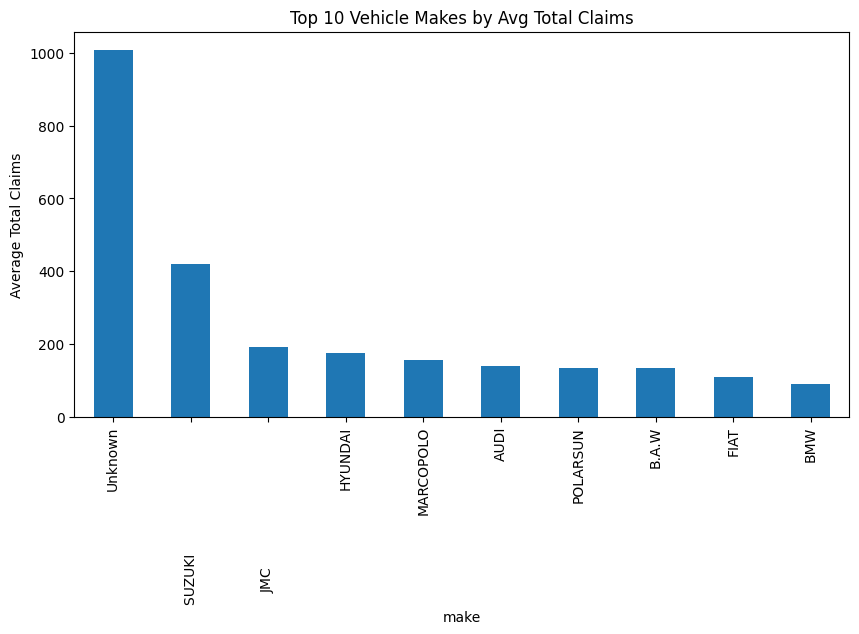 Top 10 Vehicle Makes by Avg Total Claims
Average Total Claims
1000
800
600
400
200
0
Unknown
SUZUKI
JMC
HYUNDAI
MARCOPOLO
AUDI
POLARSUN
B.A.W
FIAT
BMW
make